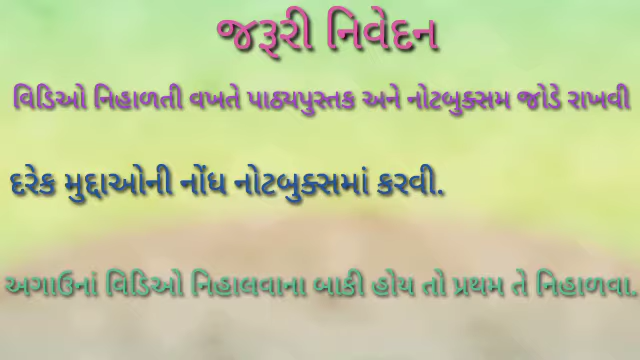 જરૂરી નિવેદન
વિડિઓ નિહાળતી વખતે પાઠ્યપુસ્તક અને નોટબુક્સમ જોડે રાખવી
દરેક મુદ્દાઓની નોંધ નોટબુક્સમાં કરવી.
અગાઉનાં વિડિઓ નિહાલવાના બાકી હોય તો પ્રથમ તે નિહાળવા.